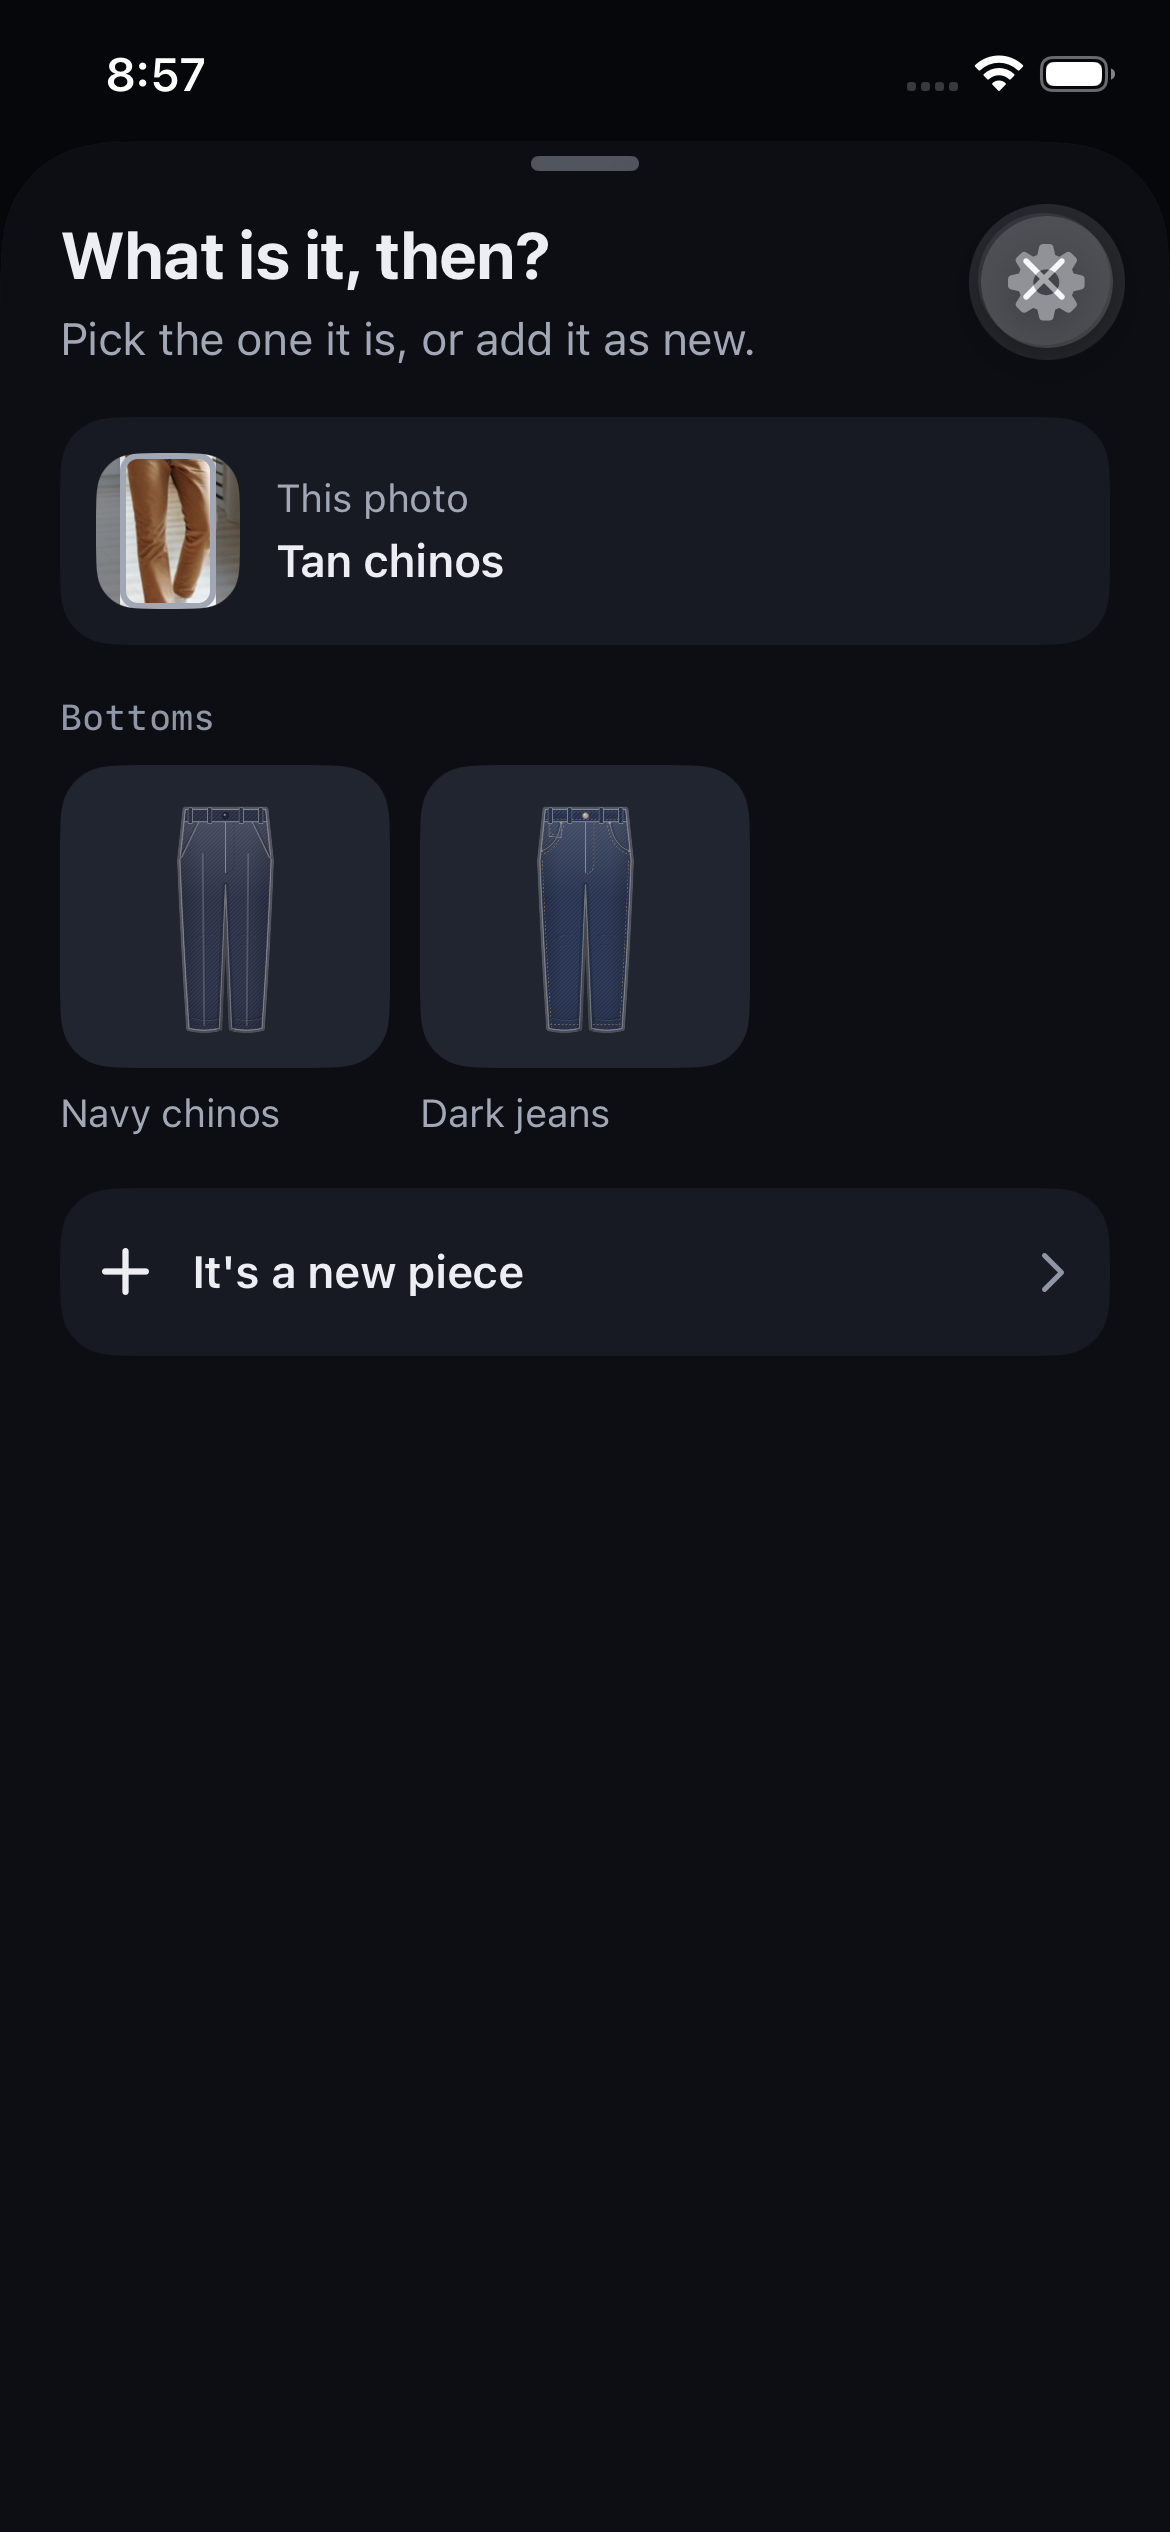 8:57
What is it, then?
Pick the one it is, or add it as new.
This photo
Tan chinos
Bottoms
Navy chinos
Dark jeans
It's a new piece